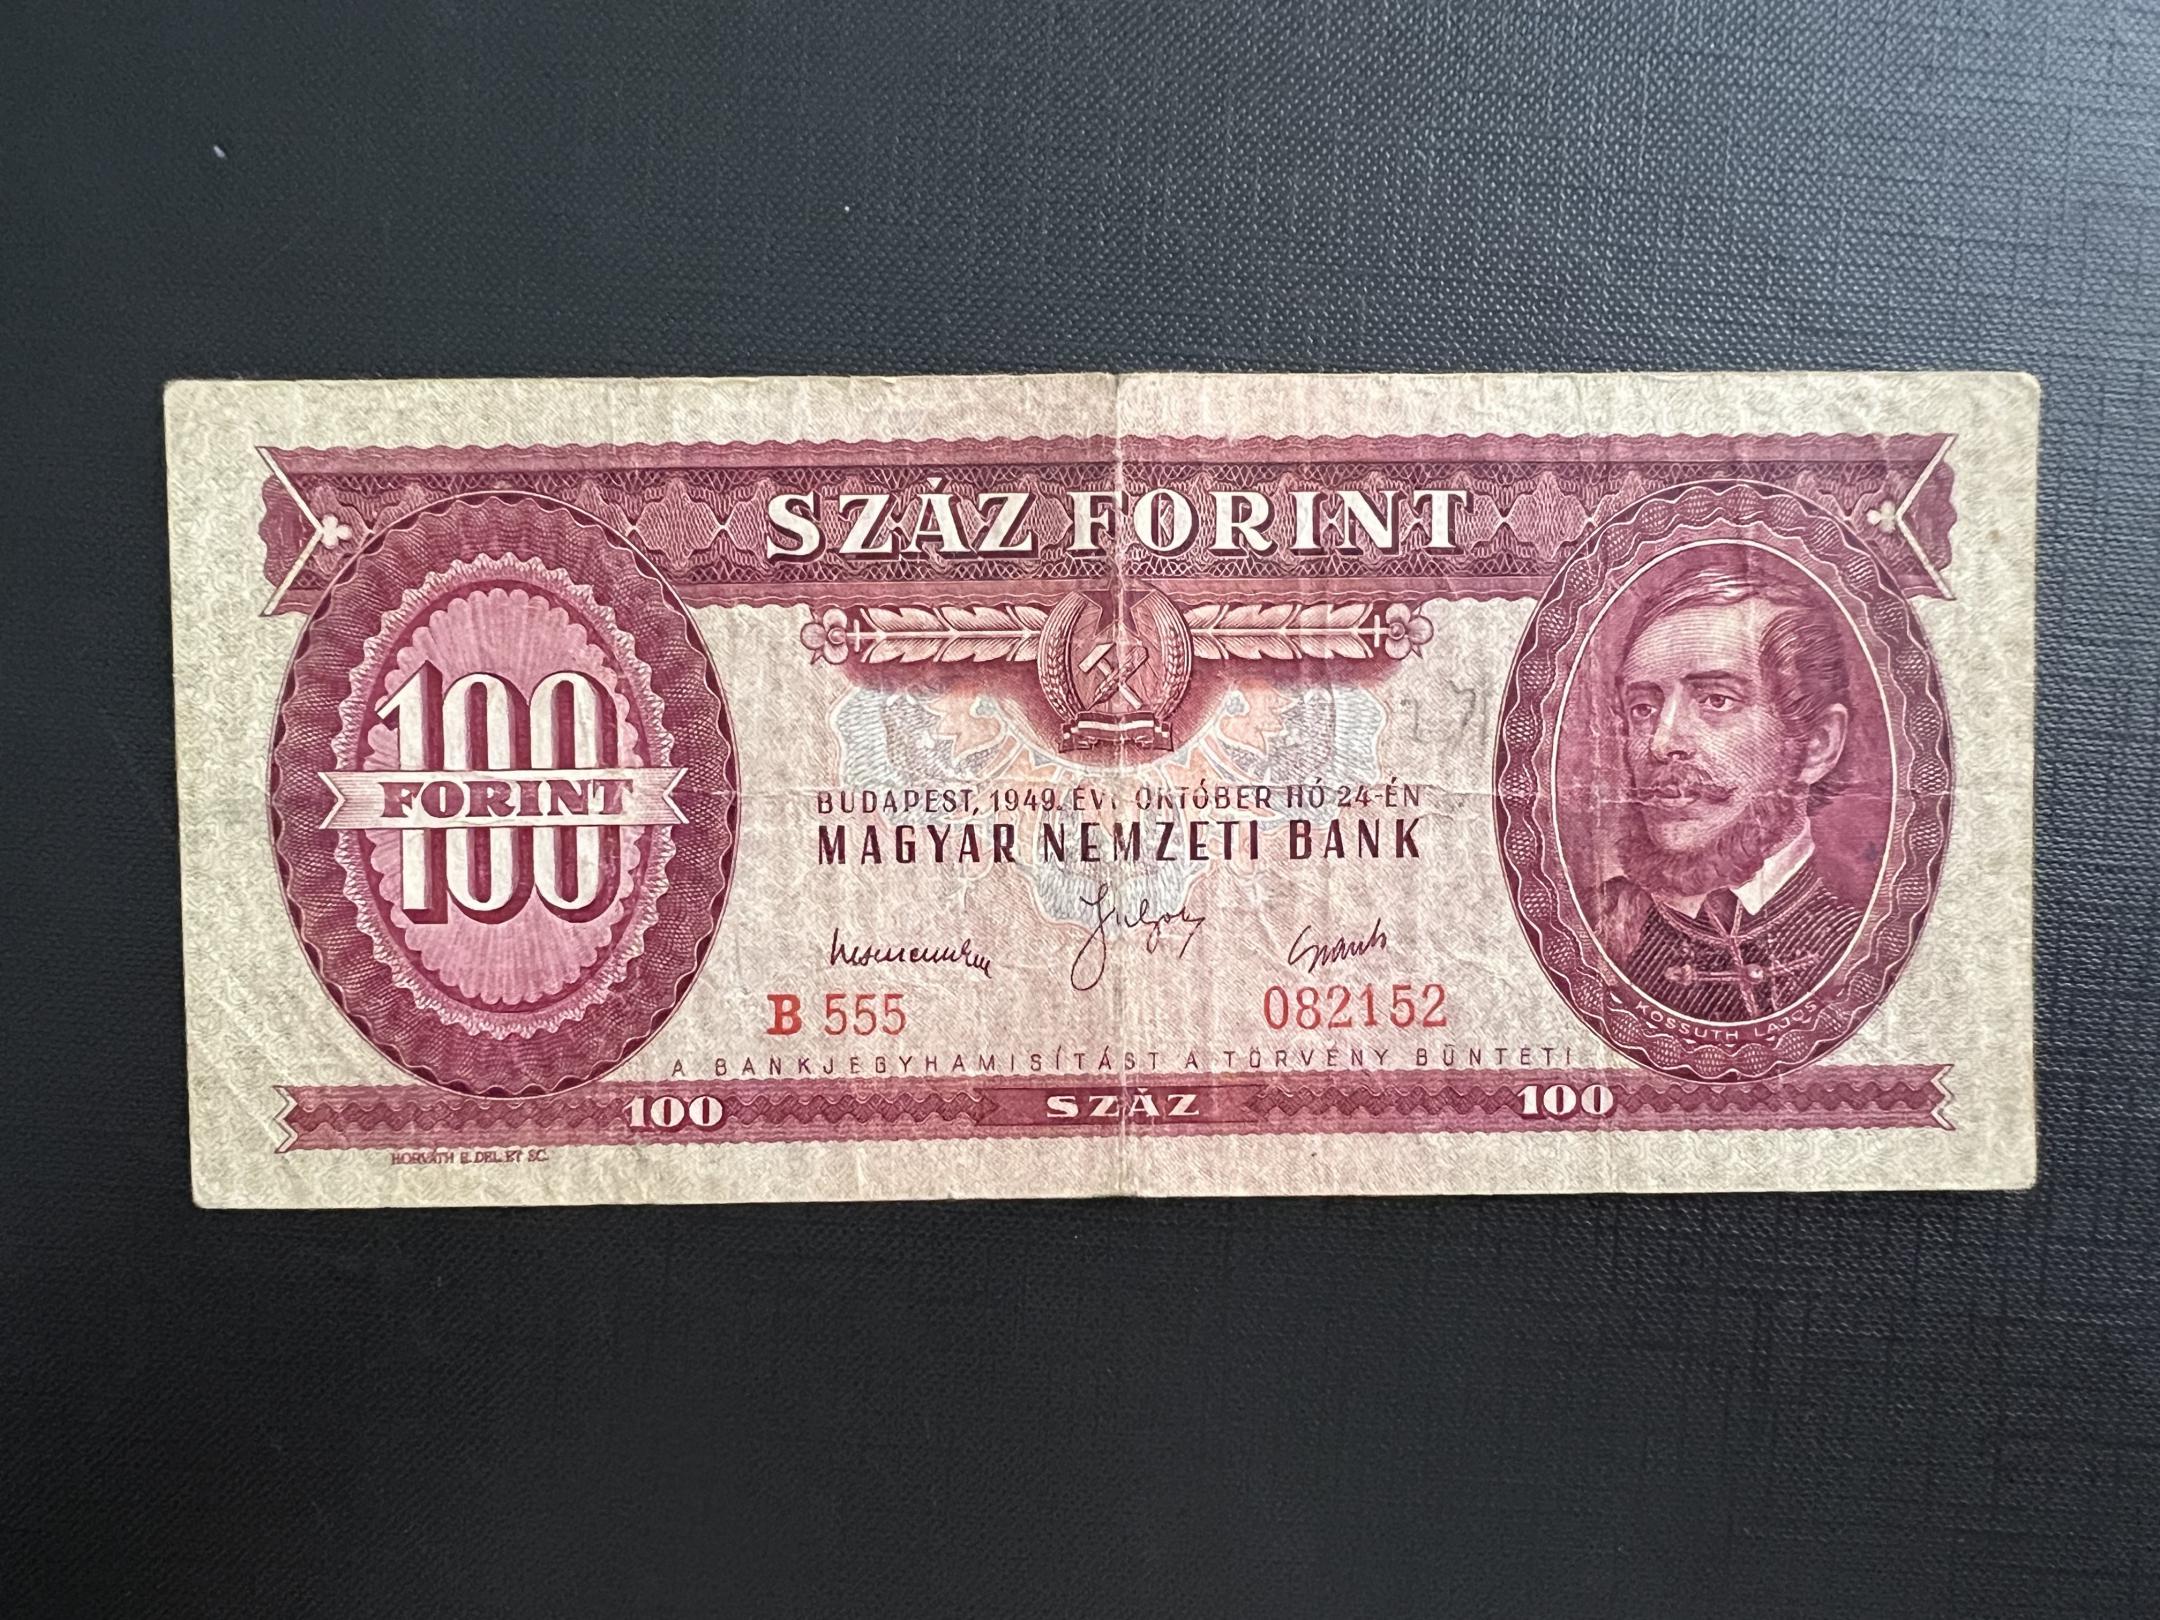 SZÁZ FORINT
100
FORINT
BUDAPEST, 1949. ÉVI OKTÓBER HÓ 24-ÉN
MAGYAR NEMZETI BANK
B 555
082152
KOSSUTH LAJOS
A BANKJEGYHAMISÍTÁST A TÖRVÉNY BÜNTETI
100
SZÁZ
100
HORVÁTH E. DEL. ET SC.